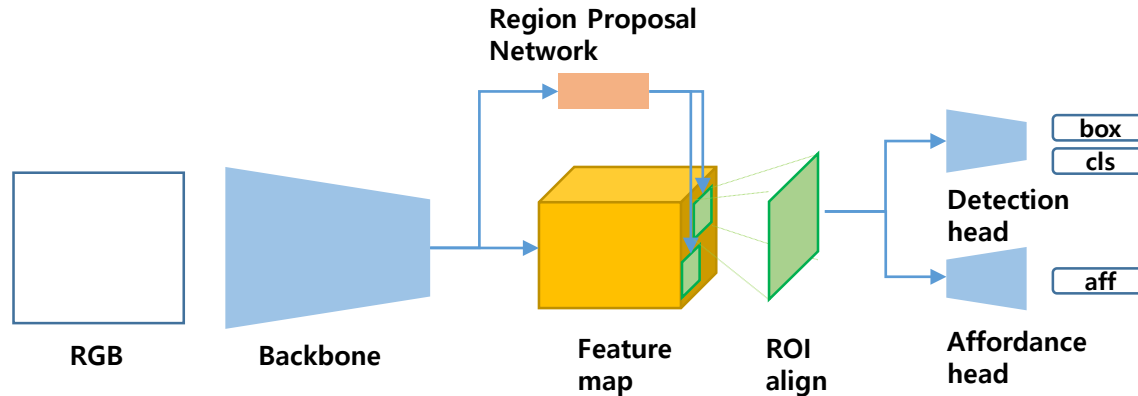 Region Proposal
Network
box
cls
Detection
head
aff
RGB
Backbone
Feature
map
ROI
align
Affordance
head